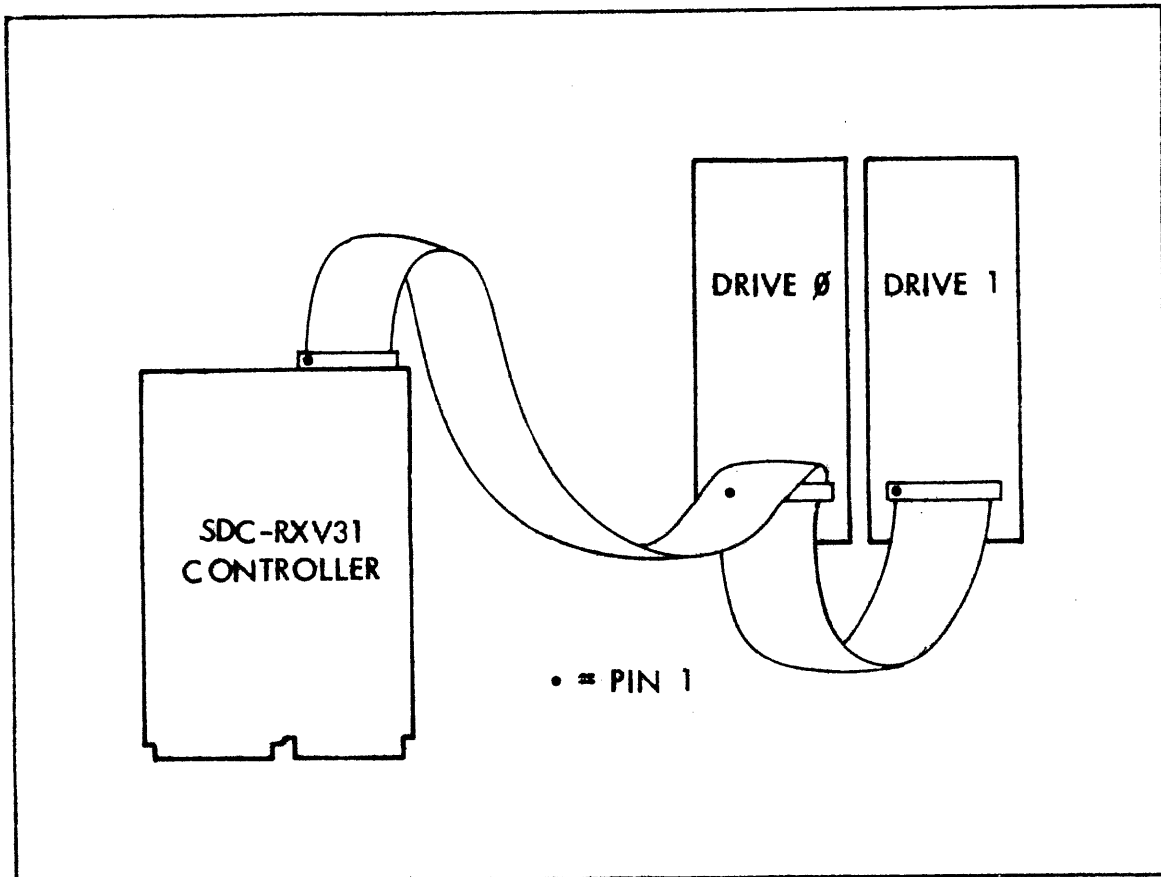 DRIVE Ø
DRIVE 1
SDC-RXV31
CONTROLLER
• = PIN 1